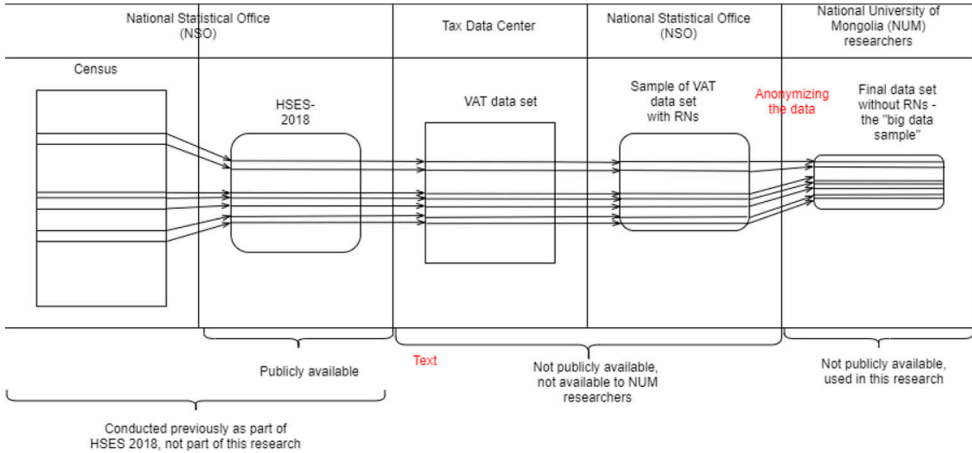 National Statistical Office
(NSO)
Tax Data Center
National Statistical Office
(NSO)
National University of
Mongolia (NUM)
researchers
Census
HSES-
2018
VAT data set
Sample of VAT
data set
with RNs
Anonymizing
the data
Final data set
without RNs -
the "big data
sample"
Publicly available
Text
Not publicly available,
not available to NUM
researchers
Not publicly available,
used in this research
Conducted previously as part of
HSES 2018, not part of this research